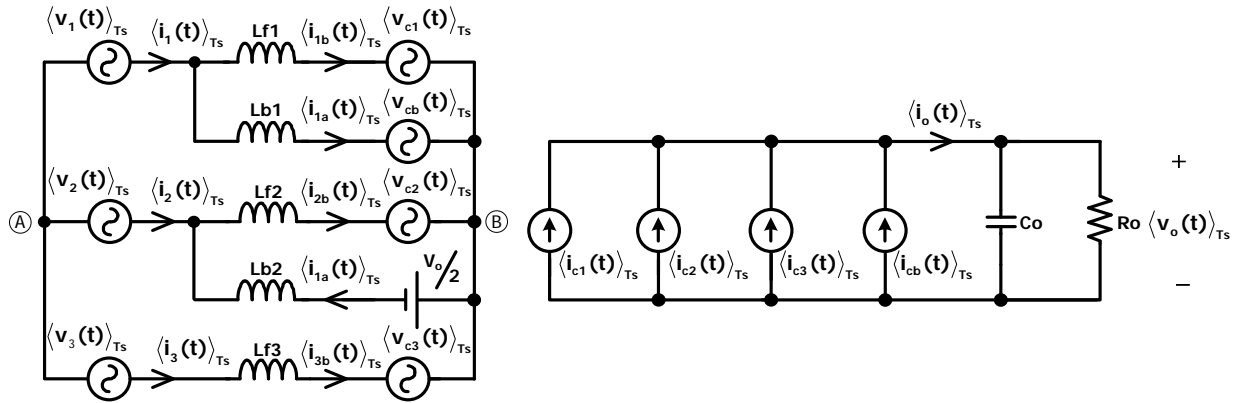 ⟨v₁(t)⟩Ts ⟨i₁(t)⟩Ts Lf1 ⟨i₁b(t)⟩Ts ⟨vc1(t)⟩Ts
Lb1 ⟨i₁a(t)⟩Ts ⟨vcb(t)⟩Ts
⟨v₂(t)⟩Ts ⟨i₂(t)⟩Ts Lf2 ⟨i₂b(t)⟩Ts ⟨vc2(t)⟩Ts
A B
Lb2 ⟨i₁a(t)⟩Ts Vo/2
⟨v₃(t)⟩Ts ⟨i₃(t)⟩Ts Lf3 ⟨i₃b(t)⟩Ts ⟨vc3(t)⟩Ts
⟨io(t)⟩Ts
+
Co Ro ⟨vo(t)⟩Ts
⟨ic1(t)⟩Ts ⟨ic2(t)⟩Ts ⟨ic3(t)⟩Ts ⟨icb(t)⟩Ts
−